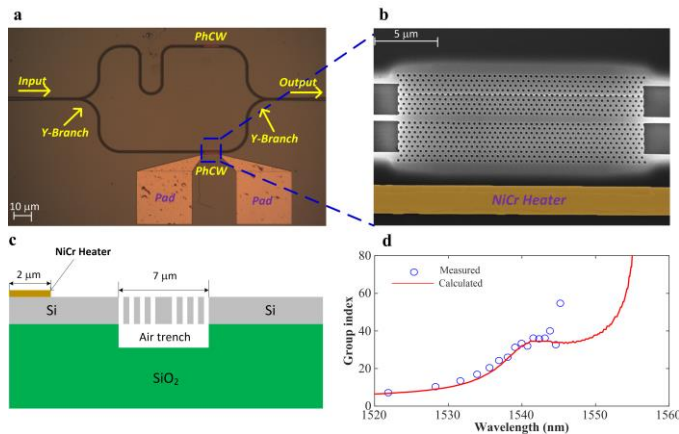 a
PhCW
Input
Output
Y-Branch
Y-Branch
PhCW
Pad
Pad
10 μm
b
5 μm
NiCr Heater
c
NiCr Heater
2 μm
7 μm
Si
Si
Air trench
SiO₂
d
80
60
40
20
0
Group index
Measured
Calculated
1520
1530
1540
1550
1560
Wavelength (nm)